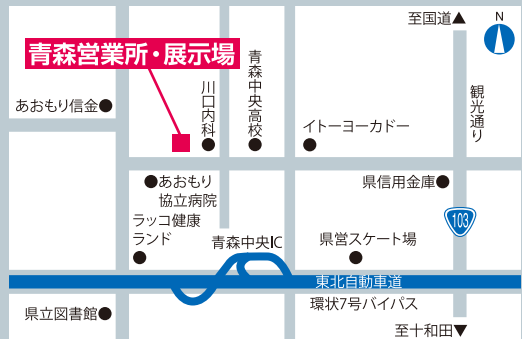 至国道▲
N
青森営業所・展示場
あおもり信金
川口内科
青森中央高校
イトーヨーカドー
観光通り
あおもり
協立病院
県信用金庫
ラッコ健康
ランド
103
青森中央IC
県営スケート場
東北自動車道
環状7号バイパス
県立図書館
至十和田▼